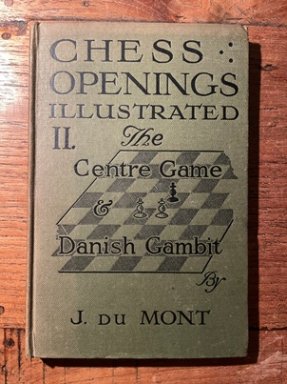 CHESS
OPENINGS
ILLUSTRATED
II. The
Centre Game
&
Danish Gambit
By
J. DU MONT